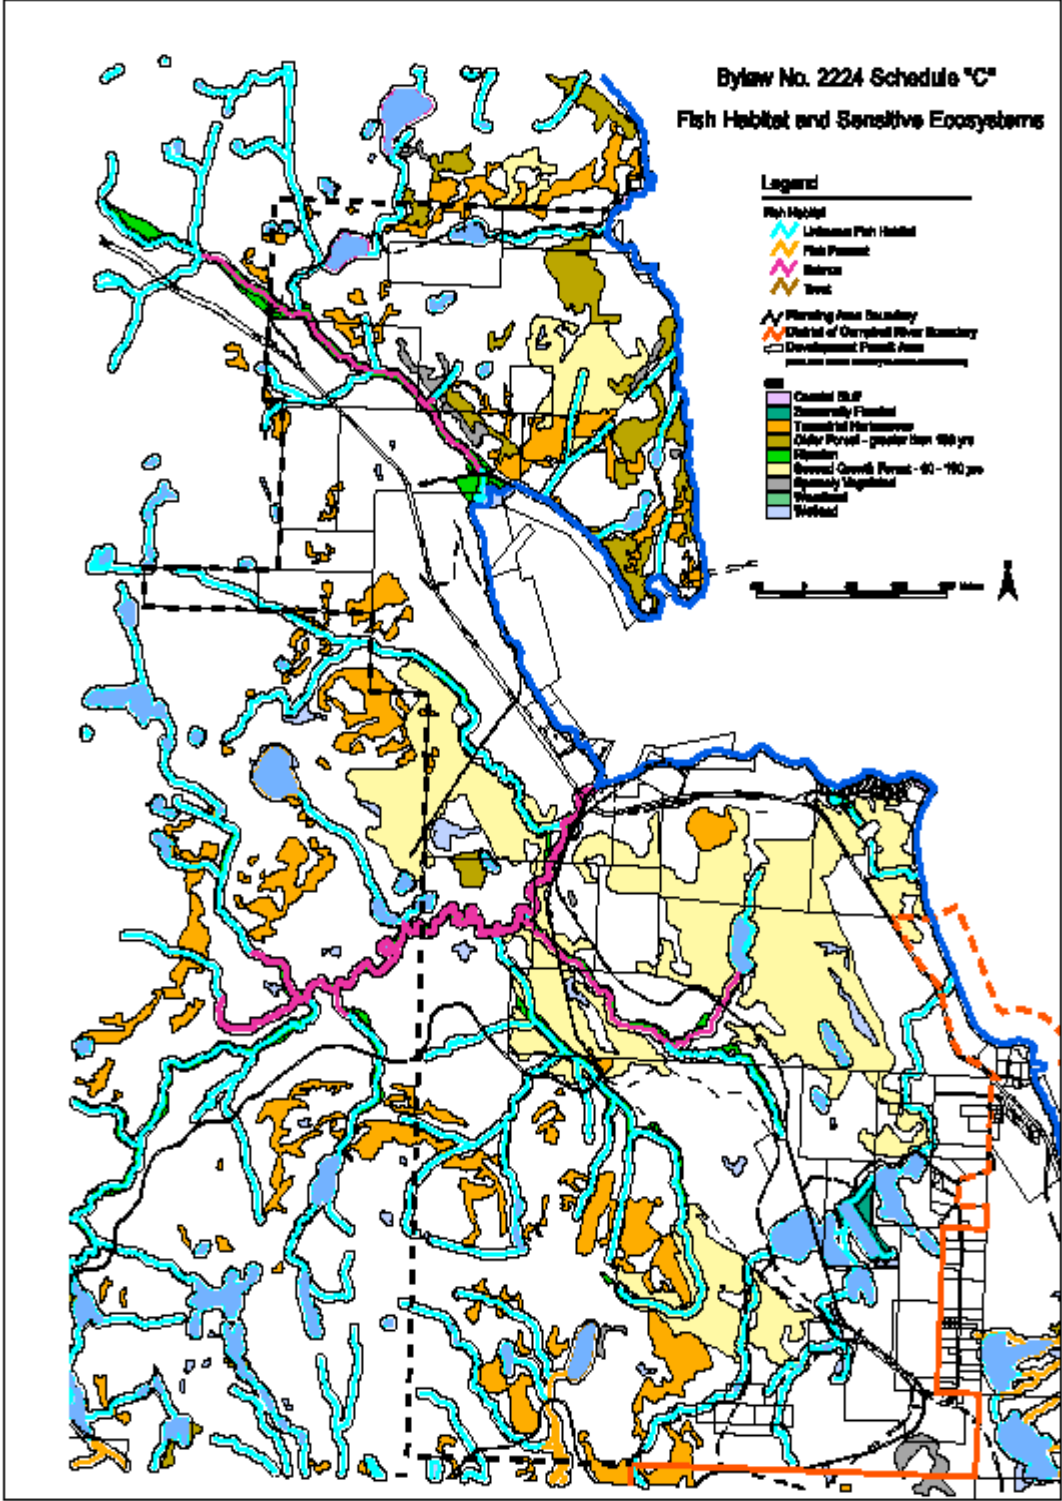 Bylaw No. 2224 Schedule "C"
Fish Habitat and Sensitive Ecosystems
Legend
Fish Habitat
Unknown Fish Habitat
Fish Present
Salmon
Trout
Planning Area Boundary
District of Campbell River Boundary
Development Permit Area
Coastal Bluff
Seasonally Flooded
Terrestrial Herbaceous
Older Forest - greater than 100 yrs
Riparian
Second Growth Forest - 60 - 100 yrs
Sparsely Vegetated
Woodland
Wetland